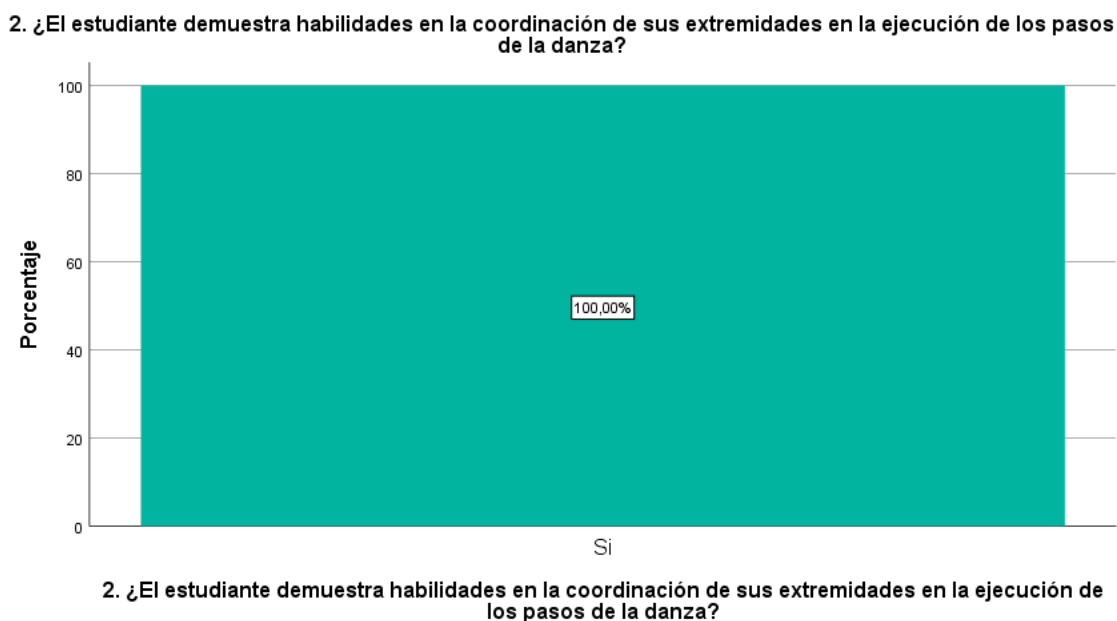 2. ¿El estudiante demuestra habilidades en la coordinación de sus extremidades en la ejecución de los pasos
de la danza?
100
80
60
40
20
0
Porcentaje
100,00%
Si
2. ¿El estudiante demuestra habilidades en la coordinación de sus extremidades en la ejecución de
los pasos de la danza?